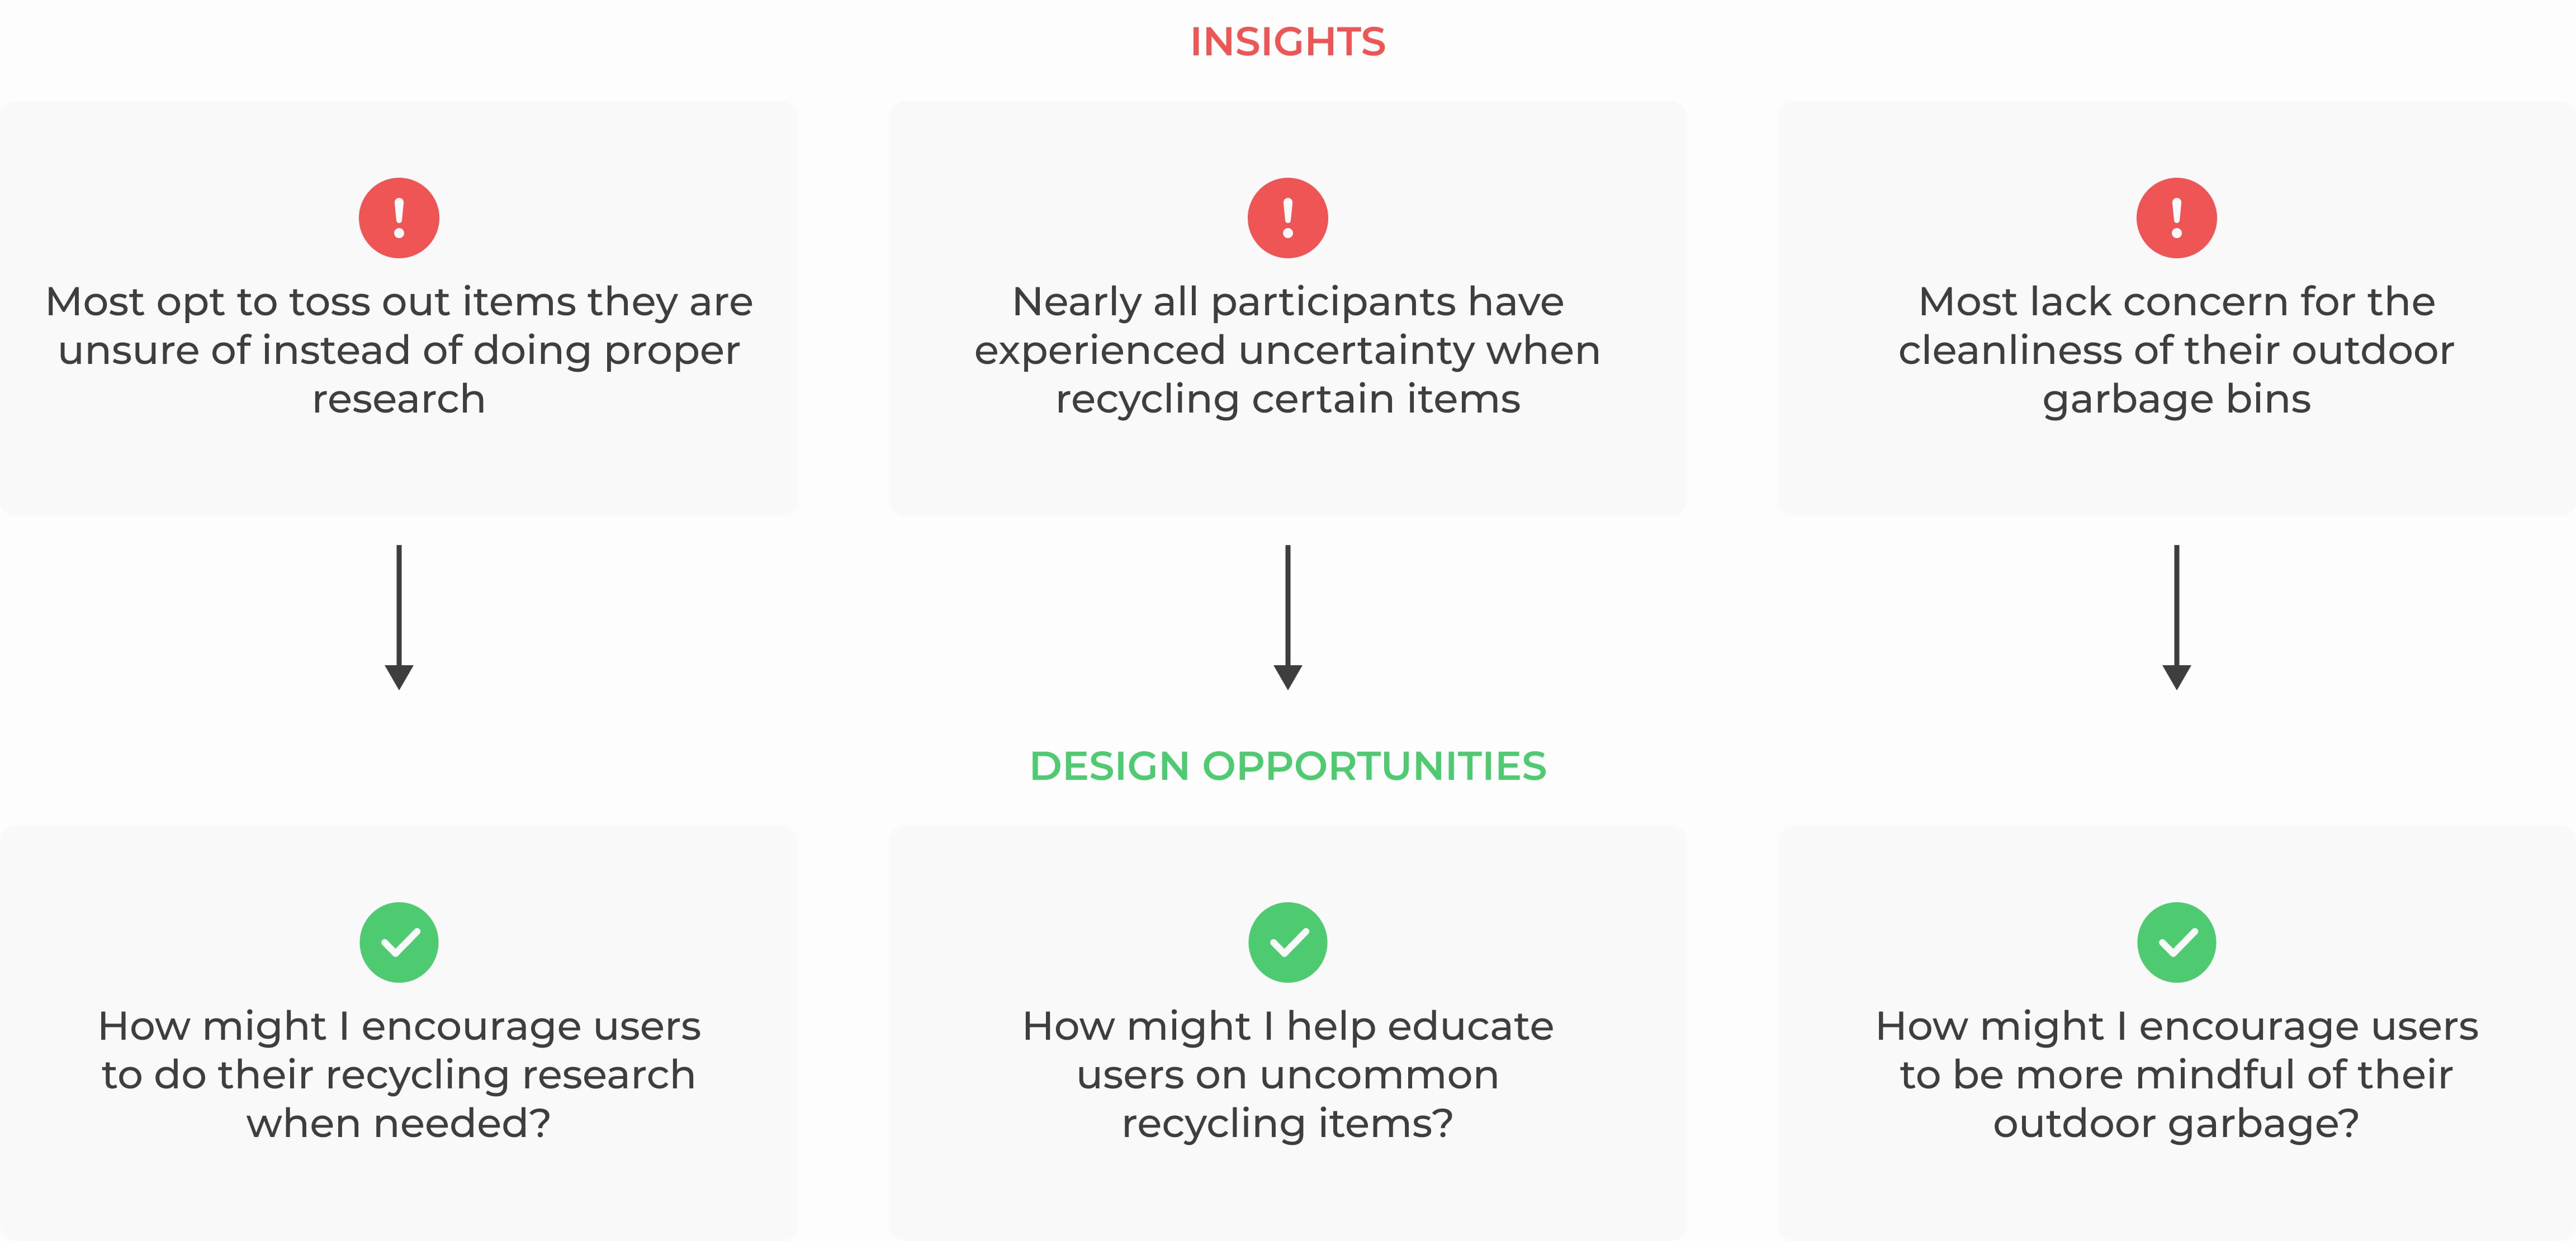 INSIGHTS
Most opt to toss out items they are
unsure of instead of doing proper
research
Nearly all participants have
experienced uncertainty when
recycling certain items
Most lack concern for the
cleanliness of their outdoor
garbage bins
DESIGN OPPORTUNITIES
How might I encourage users
to do their recycling research
when needed?
How might I help educate
users on uncommon
recycling items?
How might I encourage users
to be more mindful of their
outdoor garbage?